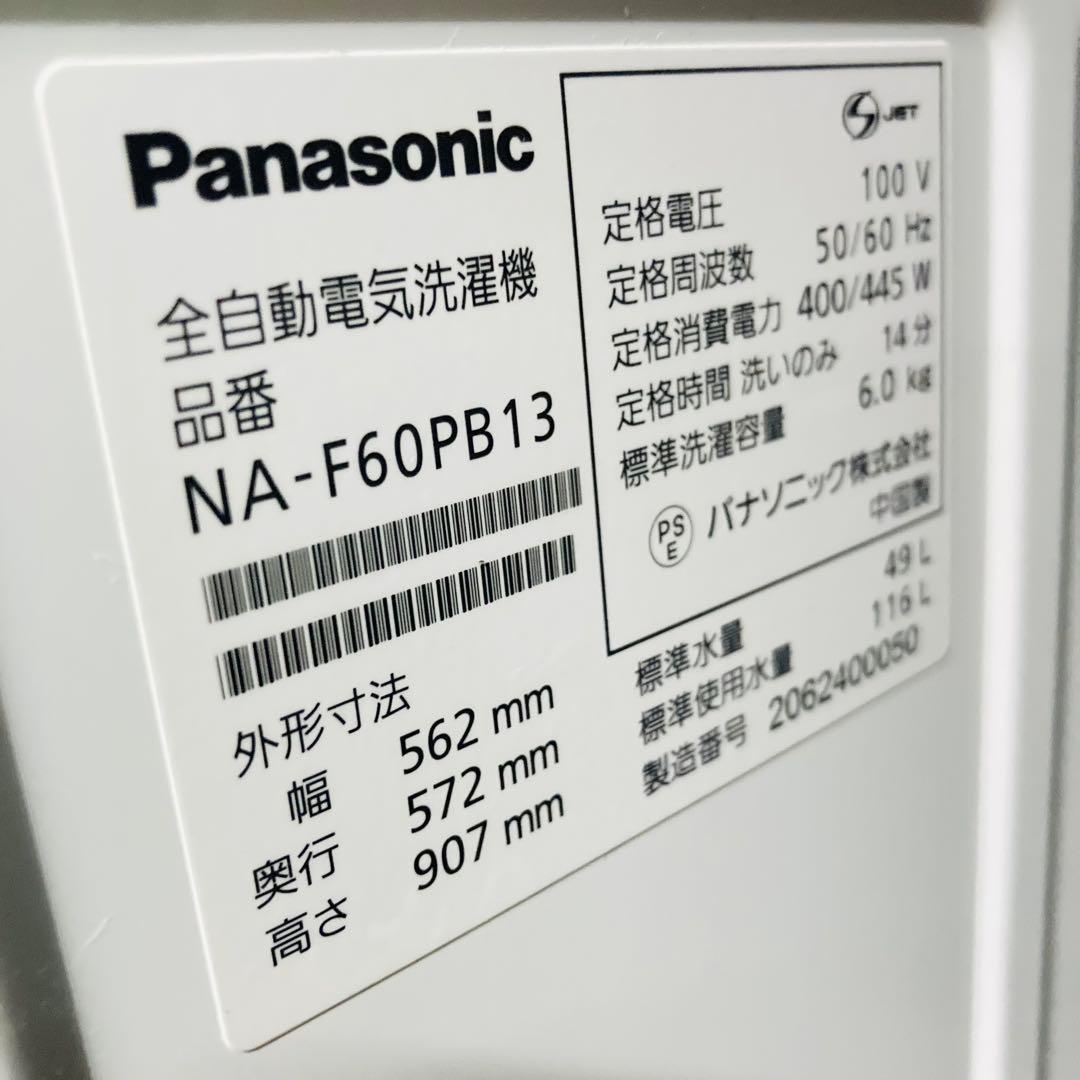 Panasonic
全自動電気洗濯機
品番
NA-F60PB13
外形寸法
幅 562 mm
奥行 572 mm
高さ 907 mm
JET
定格電圧 100 V
定格周波数 50/60 Hz
定格消費電力 400/445 W
定格時間 洗いのみ 14 分
標準洗濯容量 6.0 kg
PS
E
パナソニック株式会社
中国製
標準水量 49 L
標準使用水量 116 L
製造番号 2062400050